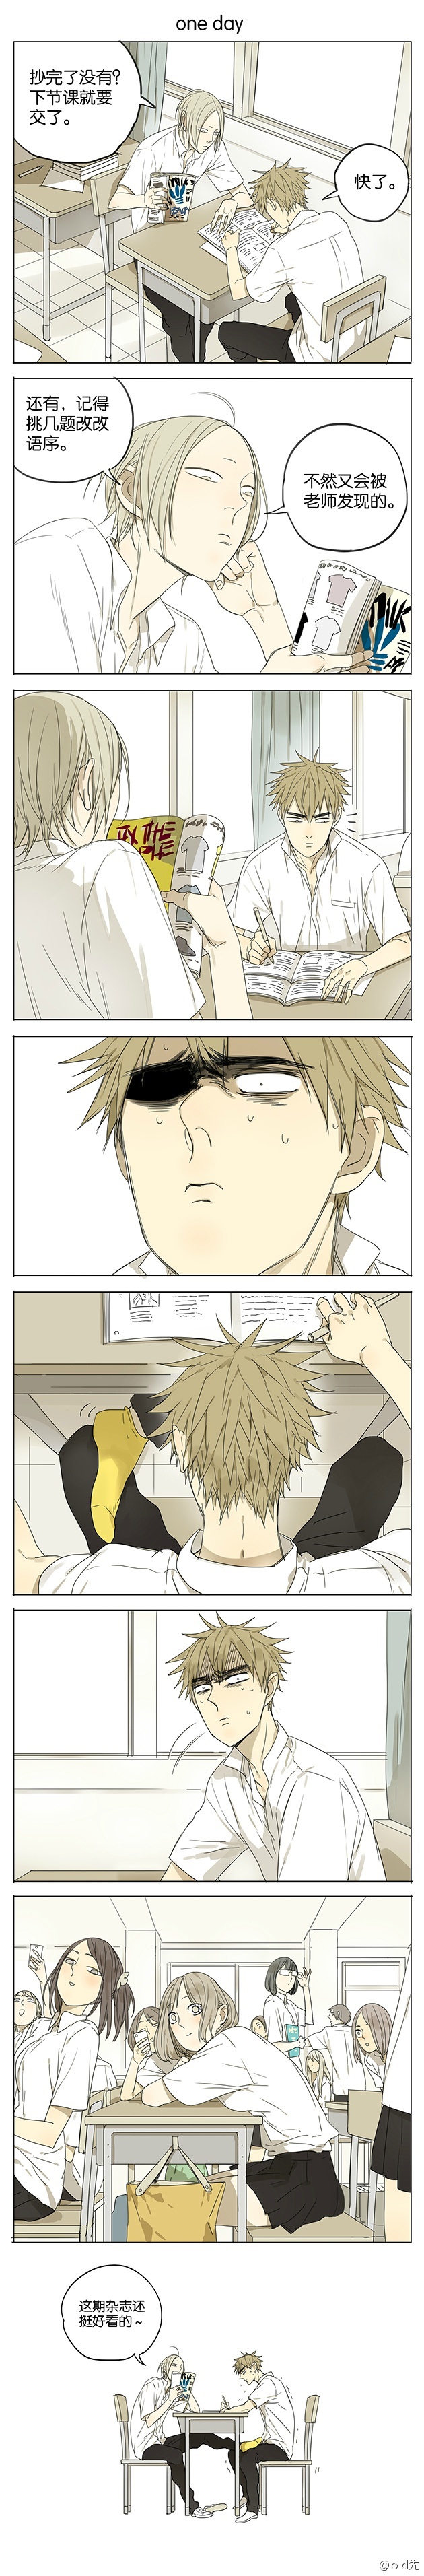 one day
抄完了没有?
下节课就要
交了。
快了。
还有，记得
挑几题改改
语序。
不然又会被
老师发现的。
这期杂志还
挺好看的~
@old先